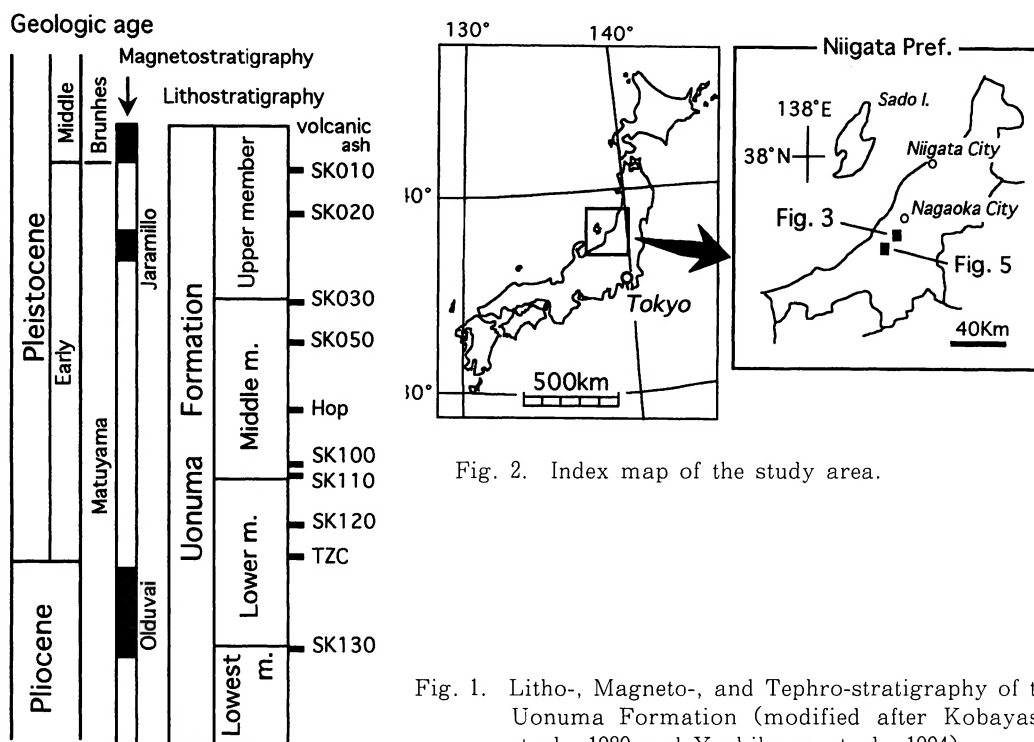 Geologic age
Magnetostratigraphy
Lithostratigraphy
volcanic
ash
Pleistocene
Pliocene
Middle
Early
Brunhes
Matuyama
Jaramillo
Olduvai
Uonuma Formation
Upper member
Middle m.
Lower m.
Lowest
m.
SK010
SK020
SK030
SK050
Hop
SK100
SK110
SK120
TZC
SK130
130°
140°
40°
30°
Tokyo
500km
Niigata Pref.
138°E
38°N
Sado I.
Niigata City
Nagaoka City
Fig. 3
Fig. 5
40Km
Fig. 2. Index map of the study area.
Fig. 1. Litho-, Magneto-, and Tephro-stratigraphy of
Uonuma Formation (modified after